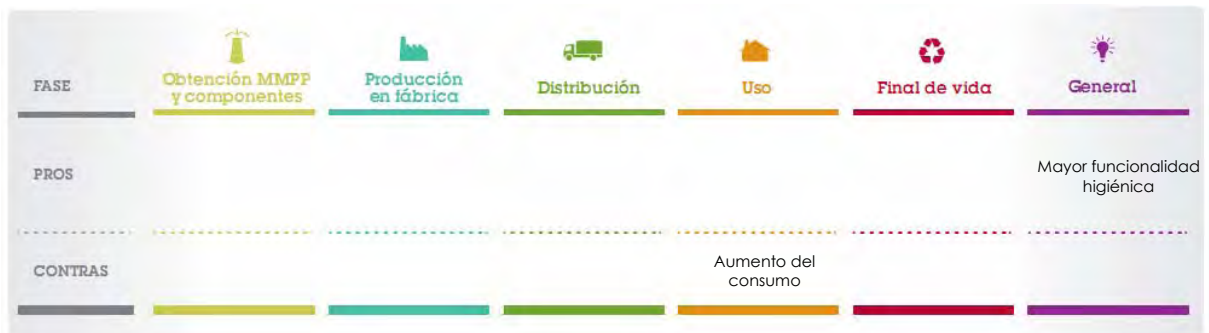 FASE
Obtención MMPP
y componentes
Producción
en fábrica
Distribución
Uso
Final de vida
General
PROS
Mayor funcionalidad
higiénica
CONTRAS
Aumento del
consumo